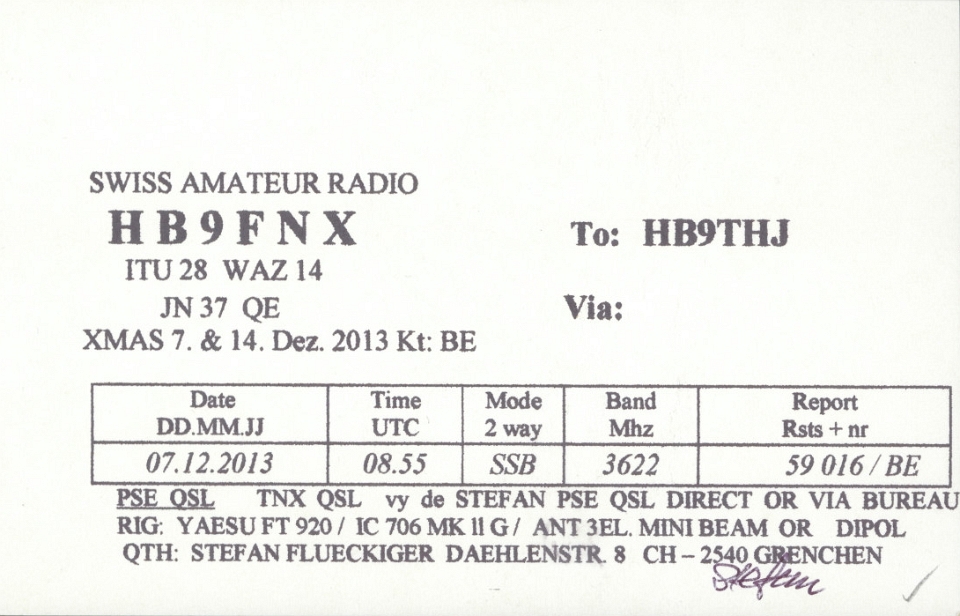 SWISS AMATEUR RADIO
HB9FNX
To: HB9THJ
ITU 28 WAZ 14
JN 37 QE
Via:
XMAS 7. & 14. Dez. 2013 Kt: BE
Date Time Mode Band Report
DD.MM.JJ UTC 2 way Mhz Rsts + nr
07.12.2013 08.55 SSB 3622 59 016 / BE
PSE QSL TNX QSL vy de STEFAN PSE QSL DIRECT OR VIA BUREAU
RIG: YAESU FT 920 / IC 706 MK ll G / ANT 3EL. MINI BEAM OR DIPOL
QTH: STEFAN FLUECKIGER DAEHLENSTR. 8 CH – 2540 GRENCHEN
Stefan